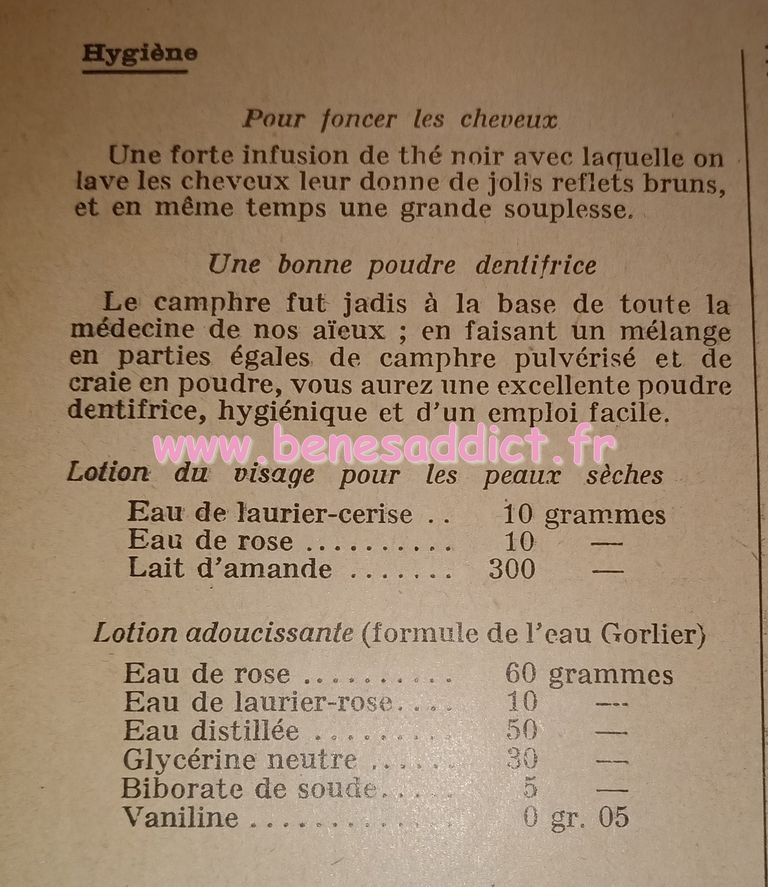 Hygiène
Pour foncer les cheveux
Une forte infusion de thé noir avec laquelle on
lave les cheveux leur donne de jolis reflets bruns,
et en même temps une grande souplesse.
Une bonne poudre dentifrice
Le camphre fut jadis à la base de toute la
médecine de nos aïeux ; en faisant un mélange
en parties égales de camphre pulvérisé et de
craie en poudre, vous aurez une excellente poudre
dentifrice, hygiénique et d'un emploi facile.
www.benesaddict.fr
Lotion du visage pour les peaux sèches
Eau de laurier-cerise .. 10 grammes
Eau de rose .......... 10 —
Lait d'amande ....... 300 —
Lotion adoucissante (formule de l'eau Gorlier)
Eau de rose .......... 60 grammes
Eau de laurier-rose.... 10 —
Eau distillée ......... 50 —
Glycérine neutre ...... 30 —
Biborate de soude..... 5 —
Vaniline ............. 0 gr. 05